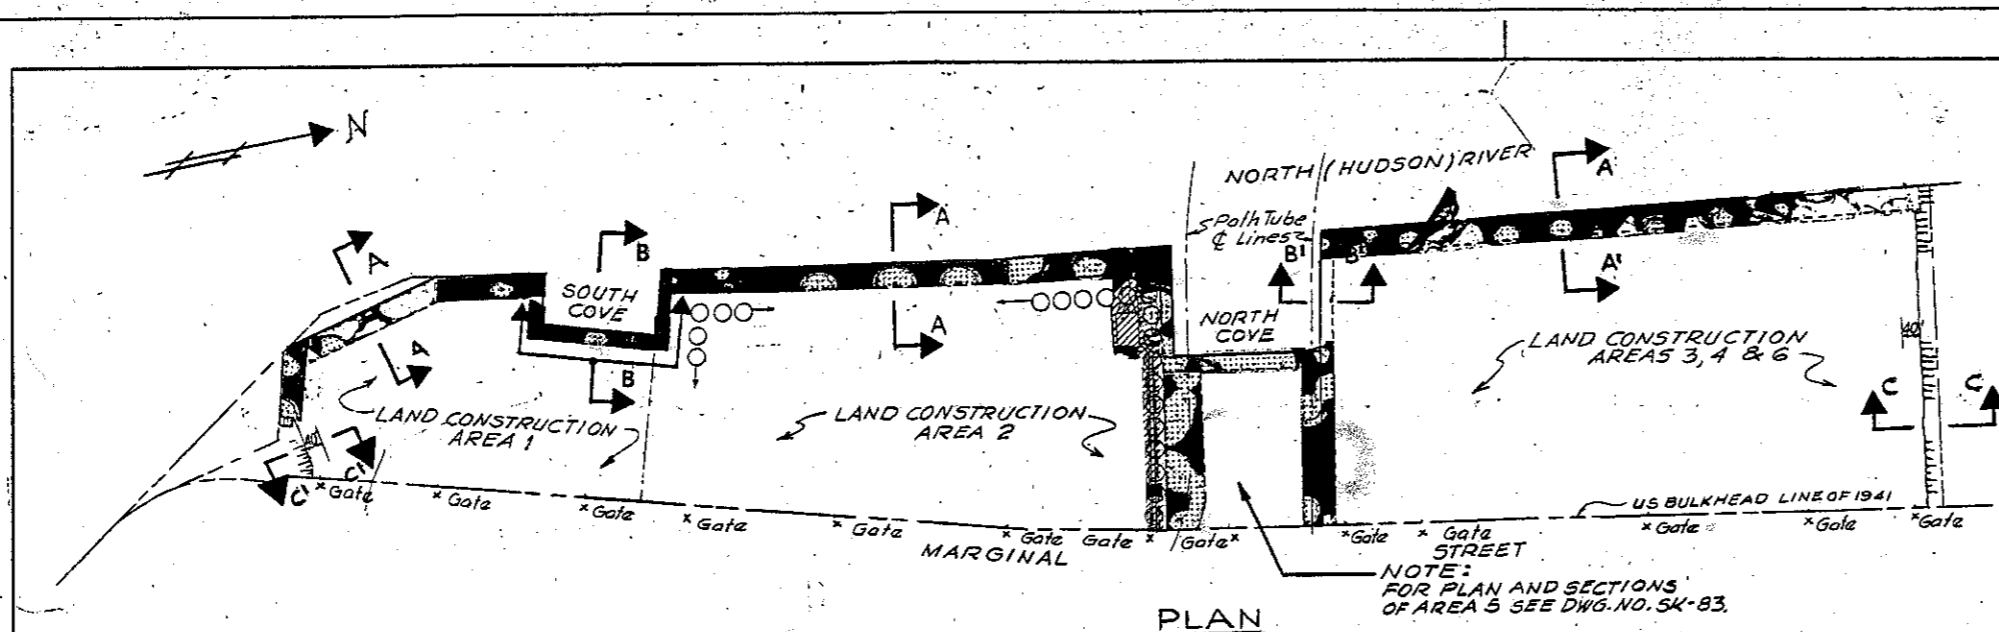 N
NORTH (HUDSON) RIVER
A
A
A
B
Path Tube
℄ Lines
B'
A
SOUTH
COVE
A'
NORTH
COVE
LAND CONSTRUCTION
AREAS 3, 4 & 6
40'
A
A
B
C
C
LAND CONSTRUCTION
AREA 1
LAND CONSTRUCTION
AREA 2
40'
C'
C'
US BULKHEAD LINE OF 1941
x Gate
x Gate
x Gate
x Gate
x Gate
x Gate
Gate x
Gate x
x Gate
x Gate
x Gate
x Gate
x Gate
MARGINAL
STREET
NOTE:
FOR PLAN AND SECTIONS
OF AREA 5 SEE DWG. NO. SK-83.
PLAN